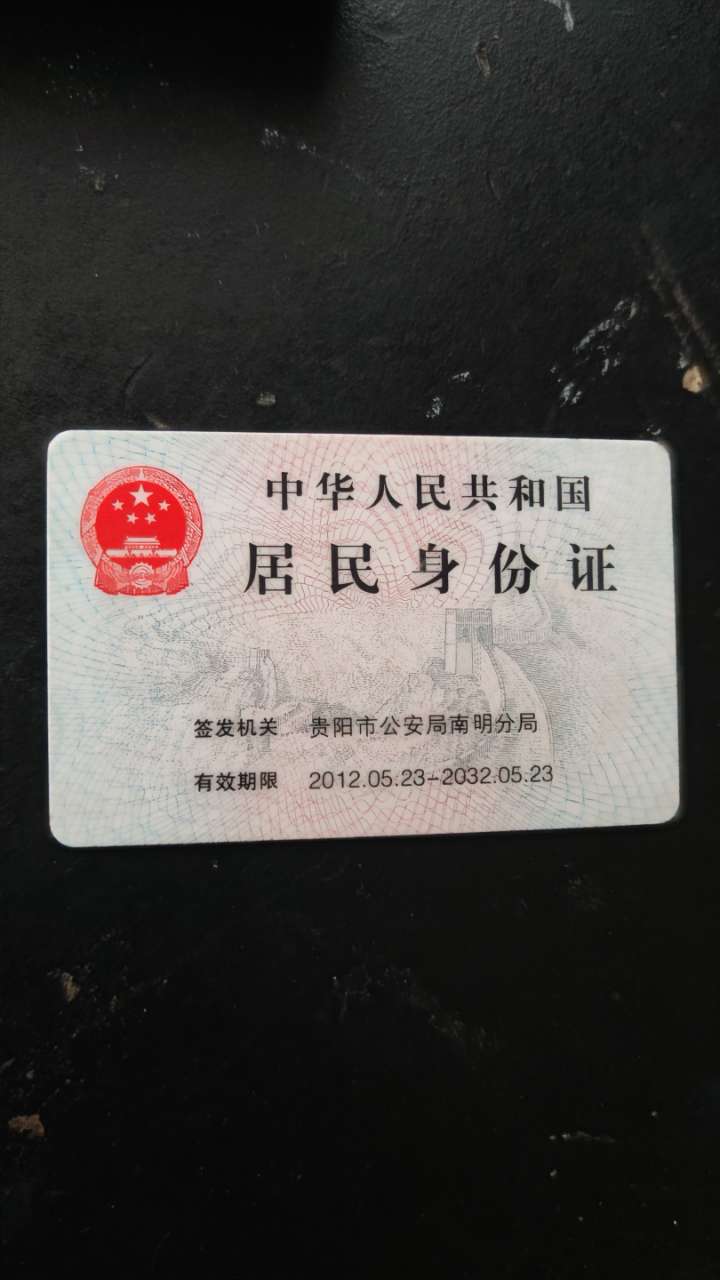 中华人民共和国
居民身份证
签发机关 贵阳市公安局南明分局
有效期限 2012.05.23-2032.05.23